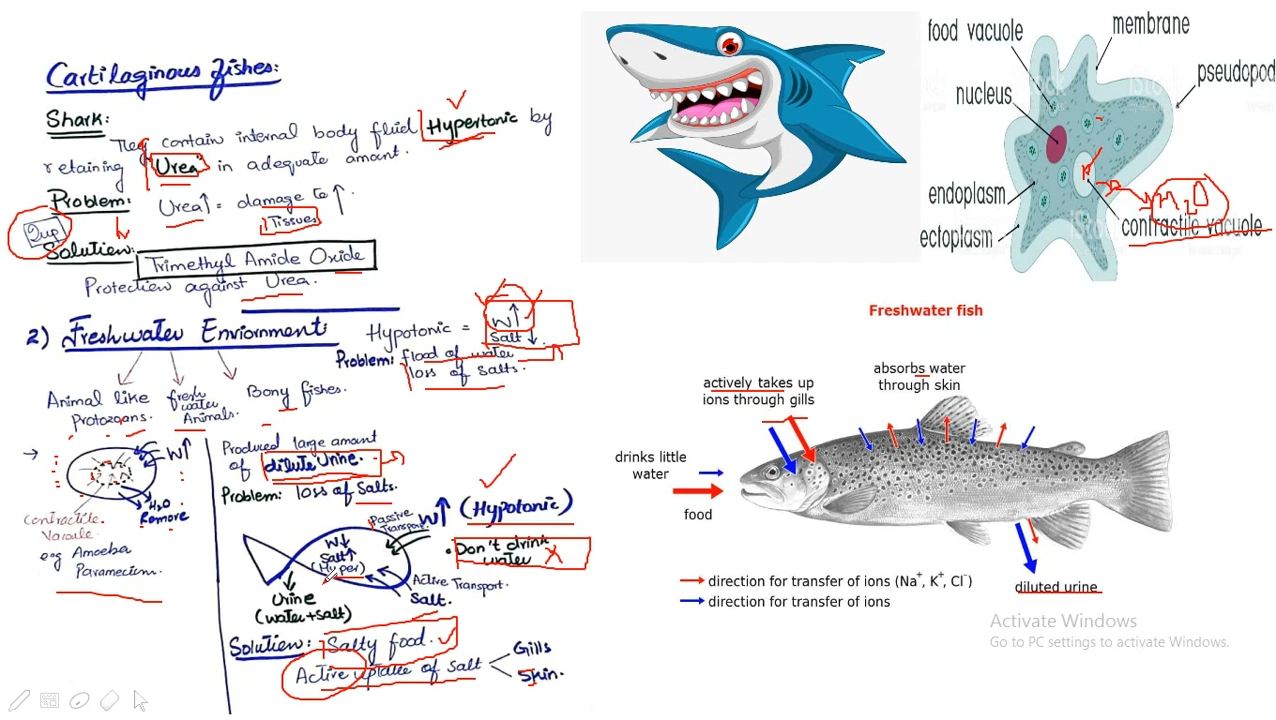 Cartilaginous fishes:
Shark:
They contain internal body fluid Hypertonic by
retaining Urea in adequate amount.
Problem: Urea↑ = damage to ↑
Tissues
Solution:
Trimethyl Amide Oxide
Protection against Urea.
2) Freshwater Enviornment:
Hypotonic = W↑
Salt↓
Problem: flood of water
loss of Salts.
Animal like
Protozoans.
fresh
water
Animals.
Bony fishes.
W↑
H₂O
Remove
Contractile
Vacuole
e.g Amoeba
Paramecium.
Produced large amount
of dilute Urine.
Problem: loss of Salts.
Passive
Transport.
W↑ (Hypotonic)
W↓
Salt↑
(Hyper)
• Don't drink
water X
Active Transport
Salt.
Urine
(water+salt)
Solution: Salty food.
Active uptake of Salt
Gills
Skin.
food vacuole
membrane
nucleus
pseudopod
endoplasm
H₂O
contractile vacuole
ectoplasm
Freshwater fish
actively takes up
ions through gills
absorbs water
through skin
drinks little
water
food
diluted urine
direction for transfer of ions (Na⁺, K⁺, Cl⁻)
direction for transfer of ions
Activate Windows
Go to PC settings to activate Windows.